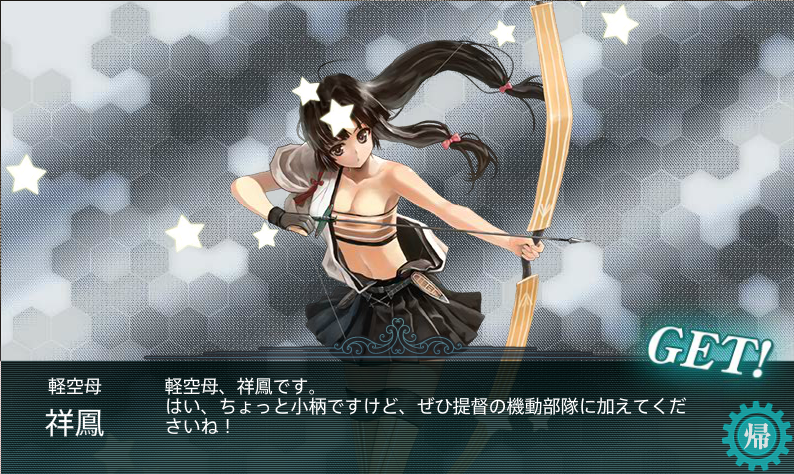 GET!
軽空母
祥鳳
軽空母、祥鳳です。
はい、ちょっと小柄ですけど、ぜひ提督の機動部隊に加えてくだ
さいね！
帰